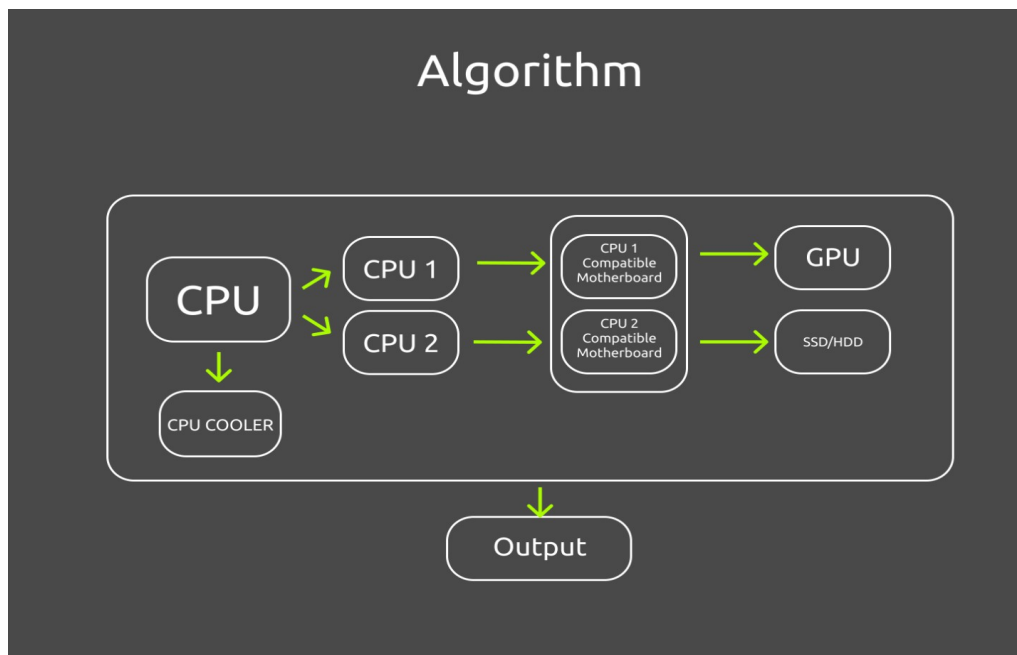 Algorithm
CPU
CPU 1
CPU 2
CPU COOLER
CPU 1
Compatible
Motherboard
CPU 2
Compatible
Motherboard
GPU
SSD/HDD
Output